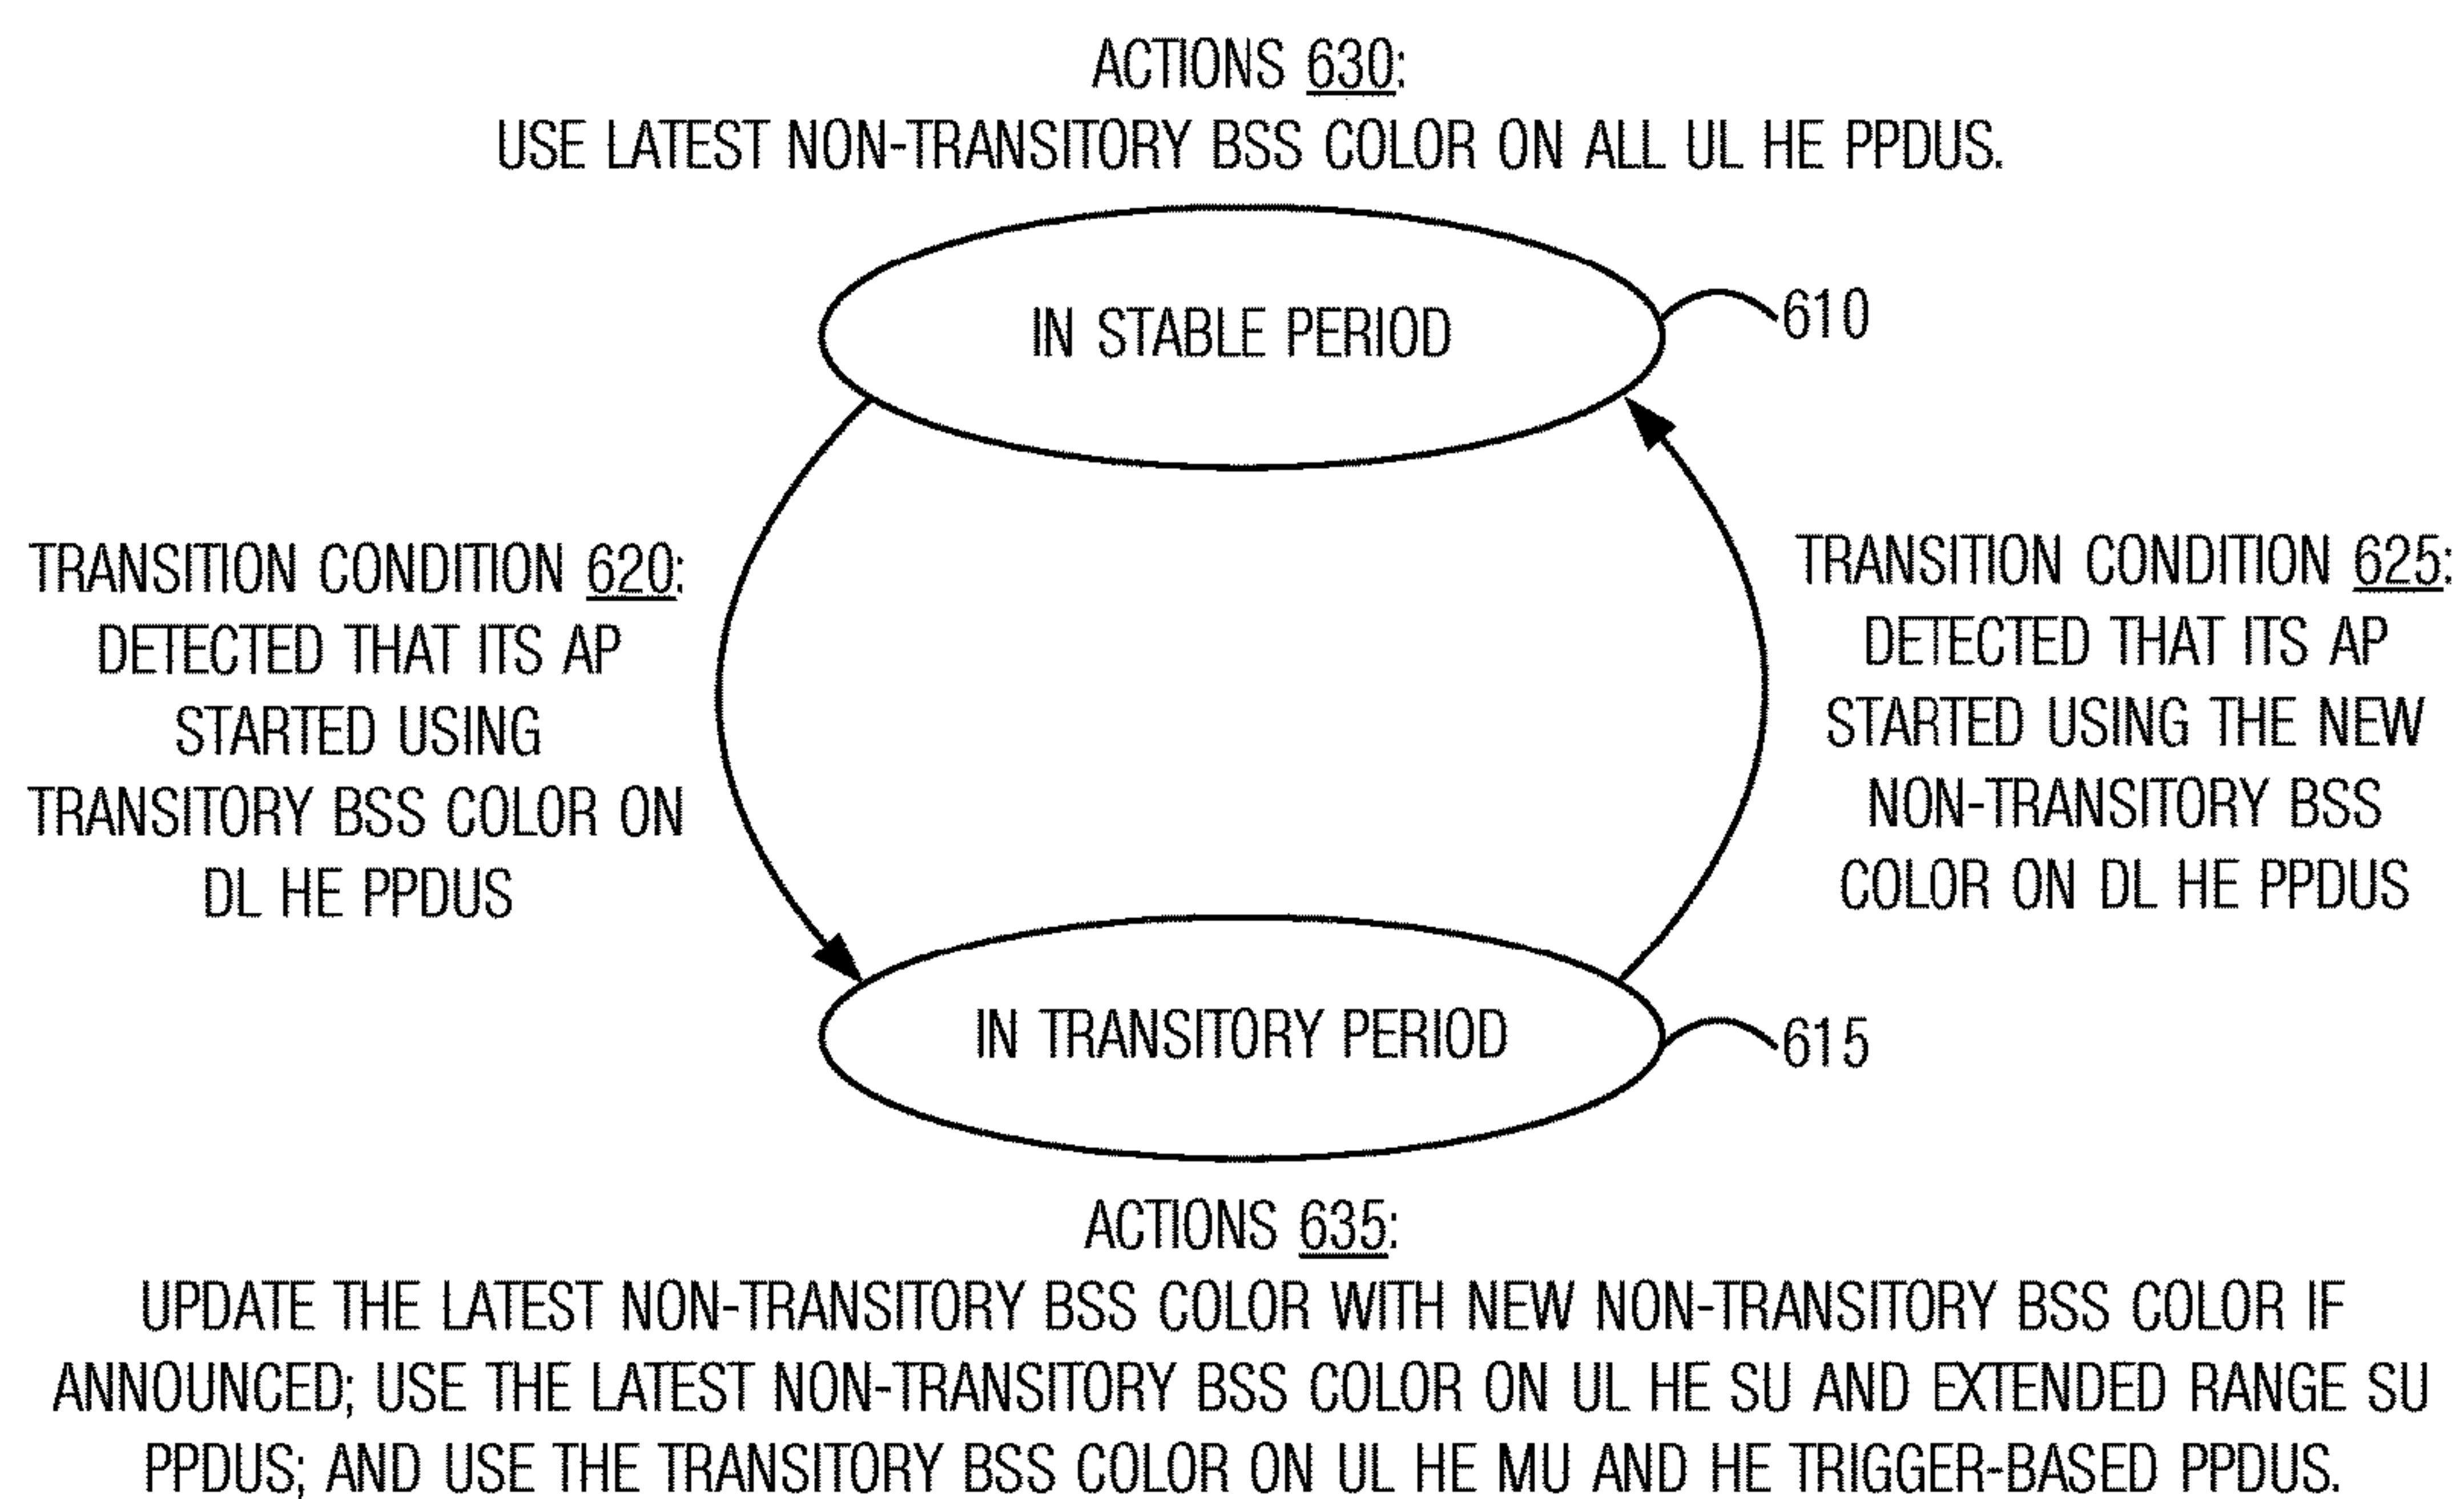 ACTIONS 630:
USE LATEST NON-TRANSITORY BSS COLOR ON ALL UL HE PPDUS.
IN STABLE PERIOD
610
TRANSITION CONDITION 620:
DETECTED THAT ITS AP
STARTED USING
TRANSITORY BSS COLOR ON
DL HE PPDUS
TRANSITION CONDITION 625:
DETECTED THAT ITS AP
STARTED USING THE NEW
NON-TRANSITORY BSS
COLOR ON DL HE PPDUS
IN TRANSITORY PERIOD
615
ACTIONS 635:
UPDATE THE LATEST NON-TRANSITORY BSS COLOR WITH NEW NON-TRANSITORY BSS COLOR IF
ANNOUNCED; USE THE LATEST NON-TRANSITORY BSS COLOR ON UL HE SU AND EXTENDED RANGE SU
PPDUS; AND USE THE TRANSITORY BSS COLOR ON UL HE MU AND HE TRIGGER-BASED PPDUS.